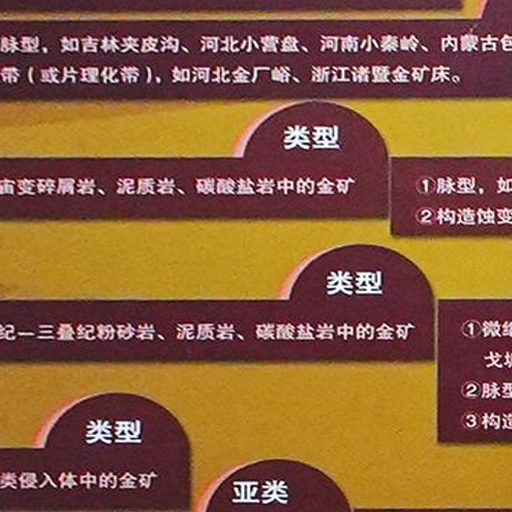 脉型，如吉林夹皮沟、河北小营盘、河南小秦岭、内蒙古包
带（或片理化带），如河北金厂峪、浙江诸暨金矿床。
类型
宙变碎屑岩、泥质岩、碳酸盐岩中的金矿
①脉型，如
②构造蚀变
类型
纪—三叠纪粉砂岩、泥质岩、碳酸盐岩中的金矿
①微细
戈塘
②脉型
③构造
类型
类侵入体中的金矿
亚类